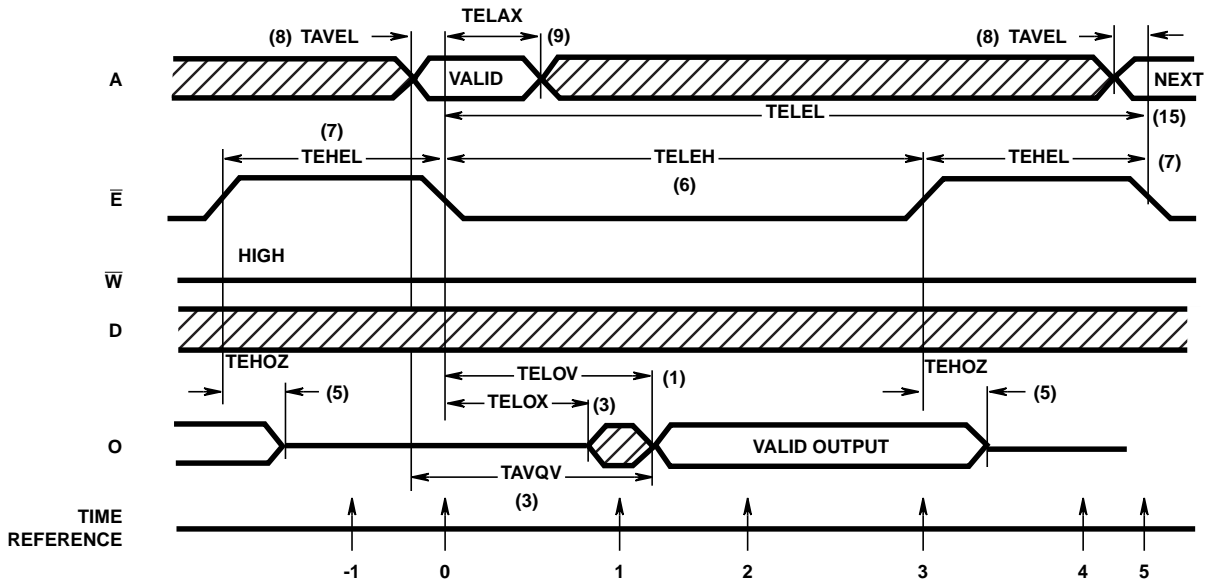 TELAX
(8) TAVEL
(9)
(8) TAVEL
A
VALID
NEXT
TELEL
(15)
(7)
TEHEL
TELEH
TEHEL
(6)
(7)
E
HIGH
W
D
TEHOZ
TEHOZ
TELOV
(1)
(5)
TELOX
(3)
(5)
O
VALID OUTPUT
TAVQV
(3)
TIME
REFERENCE
-1 0 1 2 3 4 5